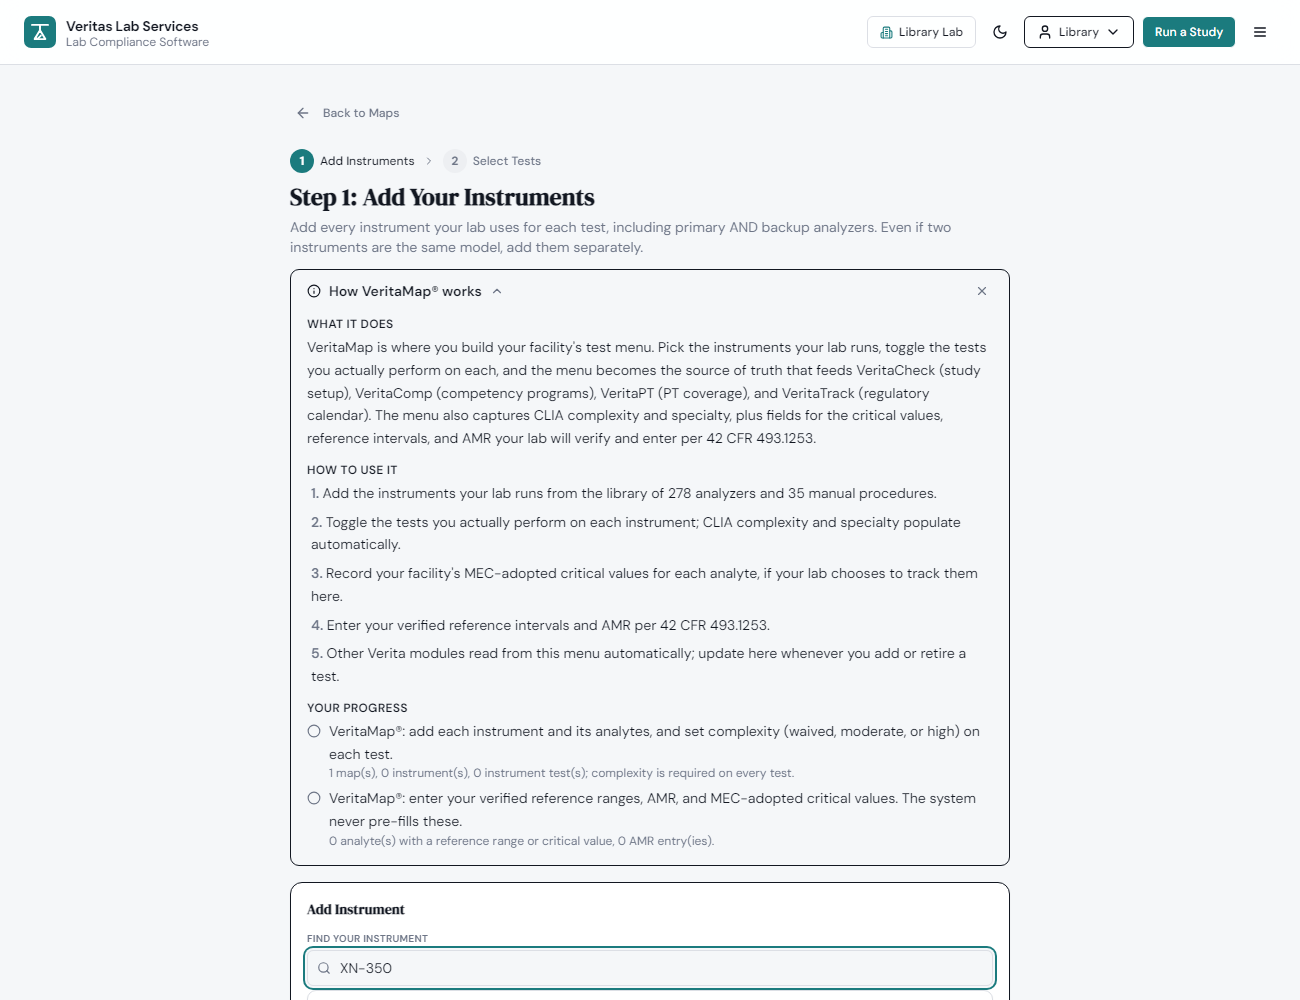 Veritas Lab Services
Lab Compliance Software
Library Lab
Library
Run a Study
Back to Maps
1 Add Instruments
2 Select Tests
Step 1: Add Your Instruments
Add every instrument your lab uses for each test, including primary AND backup analyzers. Even if two
instruments are the same model, add them separately.
How VeritaMap® works
WHAT IT DOES
VeritaMap is where you build your facility's test menu. Pick the instruments your lab runs, toggle the tests
you actually perform on each, and the menu becomes the source of truth that feeds VeritaCheck (study
setup), VeritaComp (competency programs), VeritaPT (PT coverage), and VeritaTrack (regulatory
calendar). The menu also captures CLIA complexity and specialty, plus fields for the critical values,
reference intervals, and AMR your lab will verify and enter per 42 CFR 493.1253.
HOW TO USE IT
1. Add the instruments your lab runs from the library of 278 analyzers and 35 manual procedures.
2. Toggle the tests you actually perform on each instrument; CLIA complexity and specialty populate
automatically.
3. Record your facility's MEC-adopted critical values for each analyte, if your lab chooses to track them
here.
4. Enter your verified reference intervals and AMR per 42 CFR 493.1253.
5. Other Verita modules read from this menu automatically; update here whenever you add or retire a
test.
YOUR PROGRESS
VeritaMap®: add each instrument and its analytes, and set complexity (waived, moderate, or high) on
each test.
1 map(s), 0 instrument(s), 0 instrument test(s); complexity is required on every test.
VeritaMap®: enter your verified reference ranges, AMR, and MEC-adopted critical values. The system
never pre-fills these.
0 analyte(s) with a reference range or critical value, 0 AMR entry(ies).
Add Instrument
FIND YOUR INSTRUMENT
XN-350